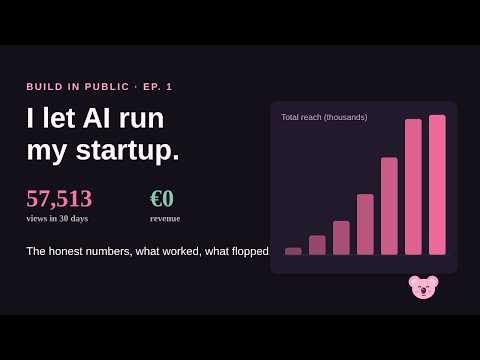 BUILD IN PUBLIC · EP. 1
I let AI run
my startup.
57,513
views in 30 days
€0
revenue
The honest numbers, what worked, what flopped
Total reach (thousands)